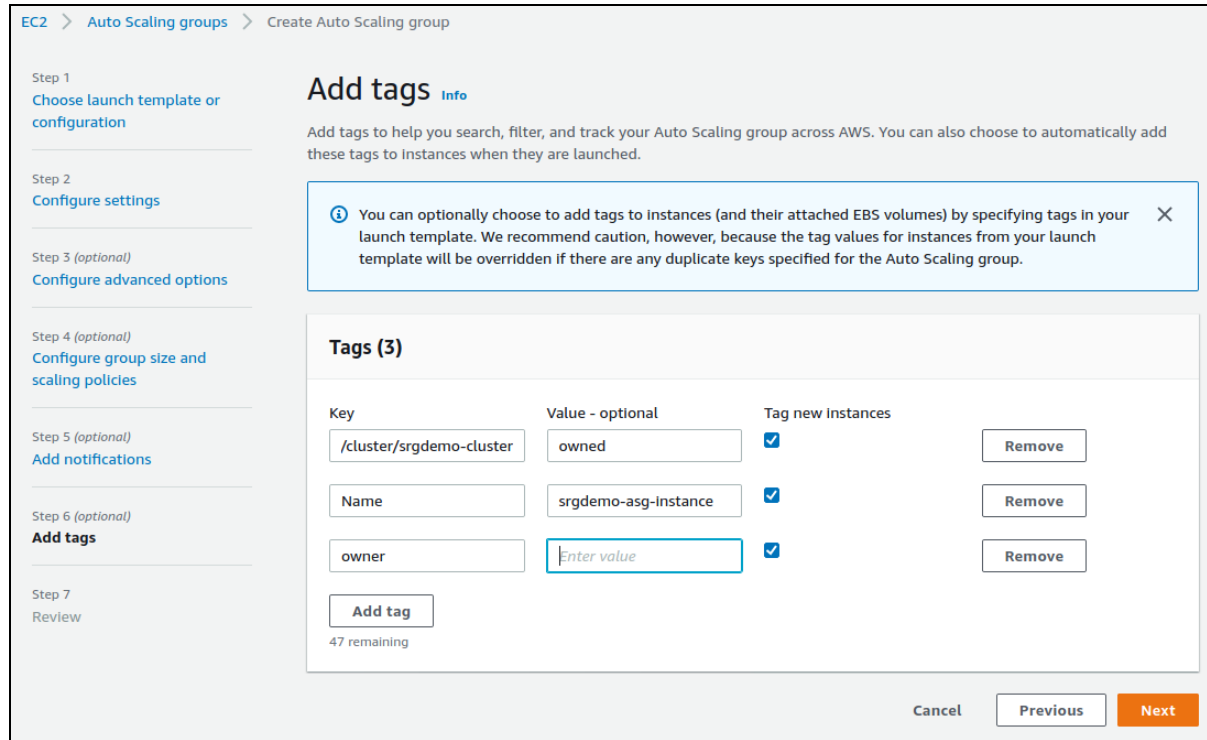 EC2 > Auto Scaling groups > Create Auto Scaling group
Step 1
Choose launch template or
configuration
Step 2
Configure settings
Step 3 (optional)
Configure advanced options
Step 4 (optional)
Configure group size and
scaling policies
Step 5 (optional)
Add notifications
Step 6 (optional)
Add tags
Step 7
Review
Add tags Info
Add tags to help you search, filter, and track your Auto Scaling group across AWS. You can also choose to automatically add
these tags to instances when they are launched.
You can optionally choose to add tags to instances (and their attached EBS volumes) by specifying tags in your
launch template. We recommend caution, however, because the tag values for instances from your launch
template will be overridden if there are any duplicate keys specified for the Auto Scaling group.
Tags (3)
Key Value - optional Tag new instances
/cluster/srgdemo-cluster owned Remove
Name srgdemo-asg-instance Remove
owner Enter value Remove
Add tag
47 remaining
Cancel Previous Next